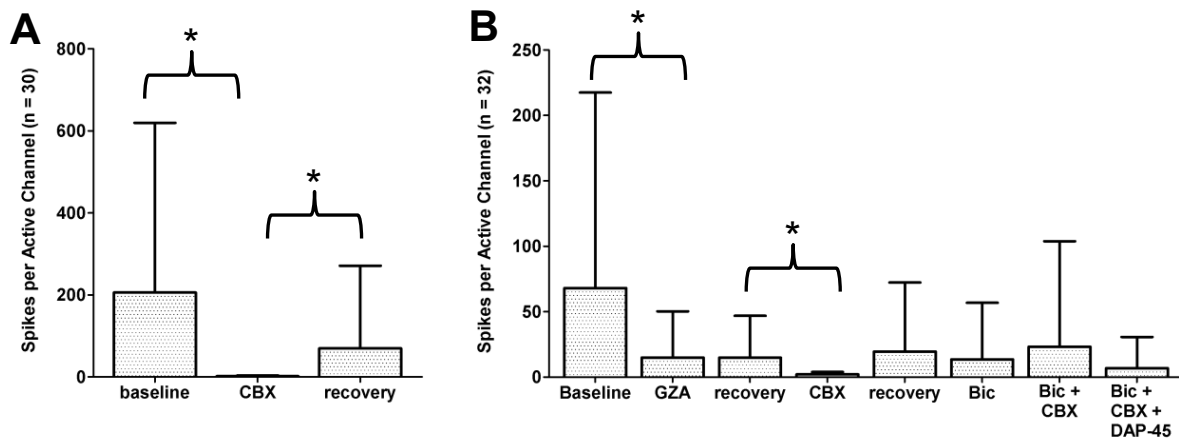 A
*
*
Spikes per Active Channel (n = 30)
800
600
400
200
0
baseline CBX recovery
B
*
*
Spikes per Active Channel (n = 32)
250
200
150
100
50
0
Baseline GZA recovery CBX recovery Bic Bic + CBX Bic + CBX + DAP-45